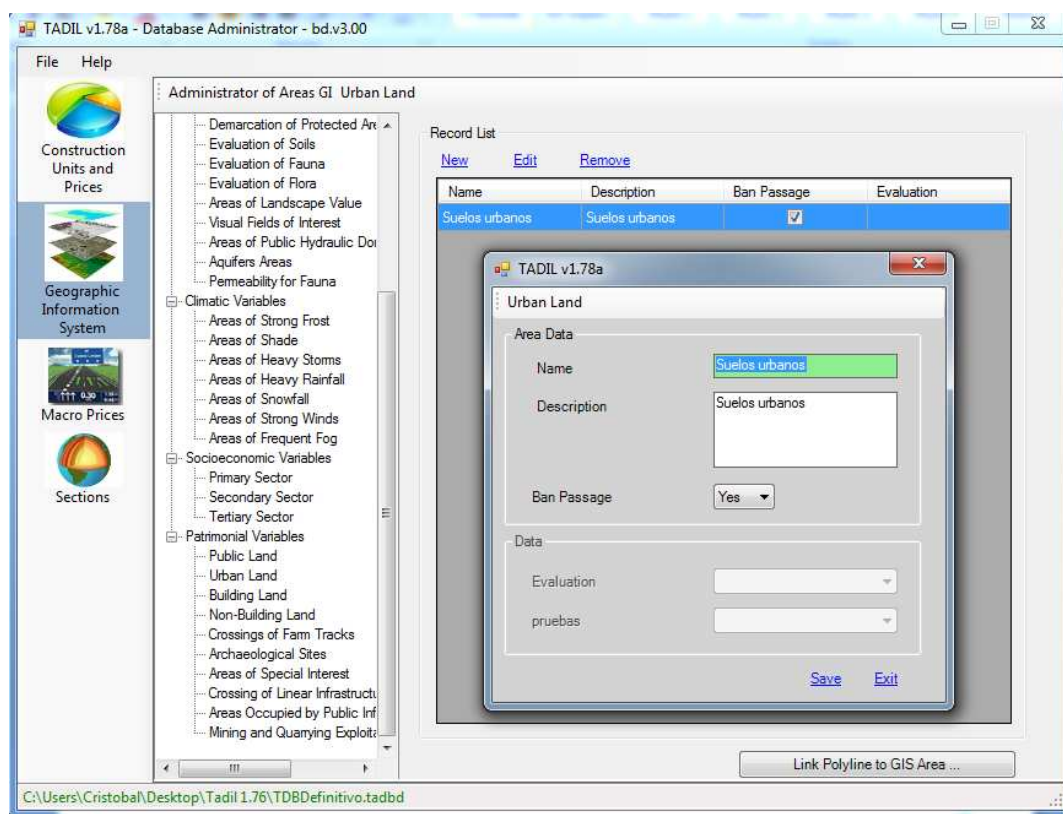 TADIL v1.78a - Database Administrator - bd.v3.00
File Help
Construction
Units and
Prices
Geographic
Information
System
Macro Prices
Sections
Administrator of Areas GI Urban Land
Demarcation of Protected Are
Evaluation of Soils
Evaluation of Fauna
Evaluation of Flora
Areas of Landscape Value
Visual Fields of Interest
Areas of Public Hydraulic Dor
Aquifers Areas
Permeability for Fauna
Climatic Variables
Areas of Strong Frost
Areas of Shade
Areas of Heavy Storms
Areas of Heavy Rainfall
Areas of Snowfall
Areas of Strong Winds
Areas of Frequent Fog
Socioeconomic Variables
Primary Sector
Secondary Sector
Tertiary Sector
Patrimonial Variables
Public Land
Urban Land
Building Land
Non-Building Land
Crossings of Farm Tracks
Archaeological Sites
Areas of Special Interest
Crossing of Linear Infrastructu
Areas Occupied by Public Inf
Mining and Quarrying Exploita
Record List
New Edit Remove
Name Description Ban Passage Evaluation
Suelos urbanos Suelos urbanos
TADIL v1.78a
Urban Land
Area Data
Name Suelos urbanos
Description Suelos urbanos
Ban Passage Yes
Data
Evaluation
pruebas
Save Exit
Link Polyline to GIS Area ...
C:\Users\Cristobal\Desktop\Tadil 1.76\TDBDefinitivo.tadbd